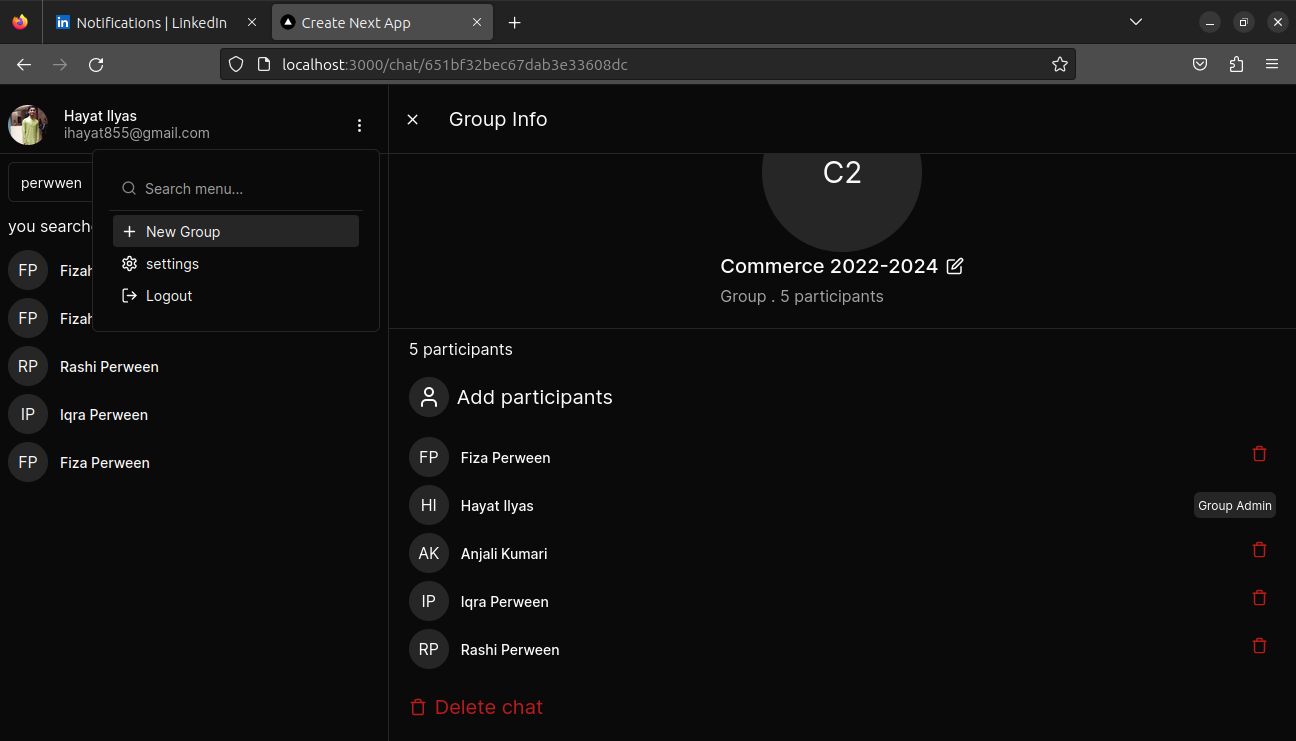 Notifications | LinkedIn
Create Next App
localhost:3000/chat/651bf32bec67dab3e33608dc
Hayat Ilyas
ihayat855@gmail.com
perwwen
you searche
Search menu...
New Group
settings
Logout
FP Fizah
FP Fizah
RP Rashi Perween
IP Iqra Perween
FP Fiza Perween
Group Info
C2
Commerce 2022-2024
Group . 5 participants
5 participants
Add participants
FP Fiza Perween
HI Hayat Ilyas Group Admin
AK Anjali Kumari
IP Iqra Perween
RP Rashi Perween
Delete chat